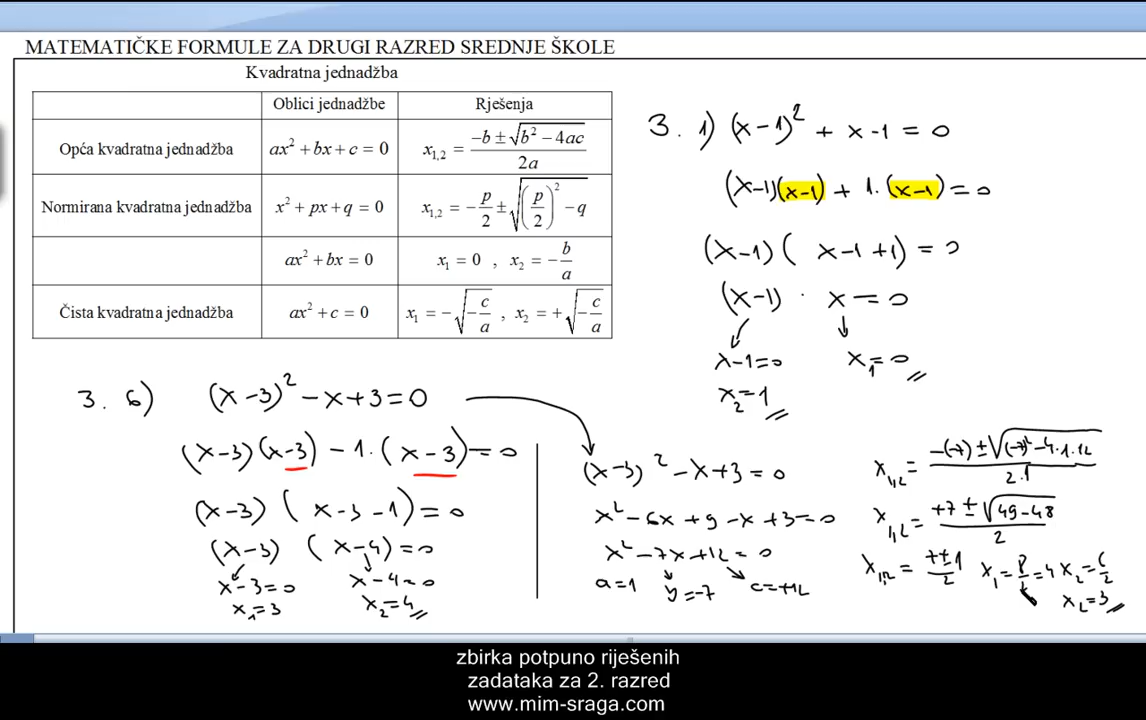 MATEMATIČKE FORMULE ZA DRUGI RAZRED SREDNJE ŠKOLE
Kvadratna jednadžba
Oblici jednadžbe Rješenja
Opća kvadratna jednadžba ax² + bx + c = 0 x₁,₂ = (-b ± √(b² - 4ac)) / 2a
Normirana kvadratna jednadžba x² + px + q = 0 x₁,₂ = -p/2 ± √((p/2)² - q)
ax² + bx = 0 x₁ = 0 , x₂ = -b/a
Čista kvadratna jednadžba ax² + c = 0 x₁ = -√(-c/a) , x₂ = +√(-c/a)
3. 1) (x-1)² + x-1 = 0
(x-1)(x-1) + 1·(x-1) = 0
(x-1)( x-1+1) = 0
(x-1) · x = 0
x-1=0 x₁=0
x₂=1
3. 6) (x-3)² - x+3=0
(x-3)(x-3) - 1·(x-3)=0
(x-3) (x-3-1)=0
(x-3) (x-4)=0
x-3=0 x-4=0
x₁=3 x₂=4
(x-3)² -x+3=0
x²-6x+9-x+3=0
x²-7x+12=0
a=1 b=-7 c=+12
x₁,₂ = (-(-7) ± √((-7)²-4·1·12)) / 2·1
x₁,₂ = (+7 ± √(49-48)) / 2
x₁,₂ = (7±1)/2 x₁=8/2=4 x₂=6/2
x₂=3
zbirka potpuno riješenih
zadataka za 2. razred
www.mim-sraga.com